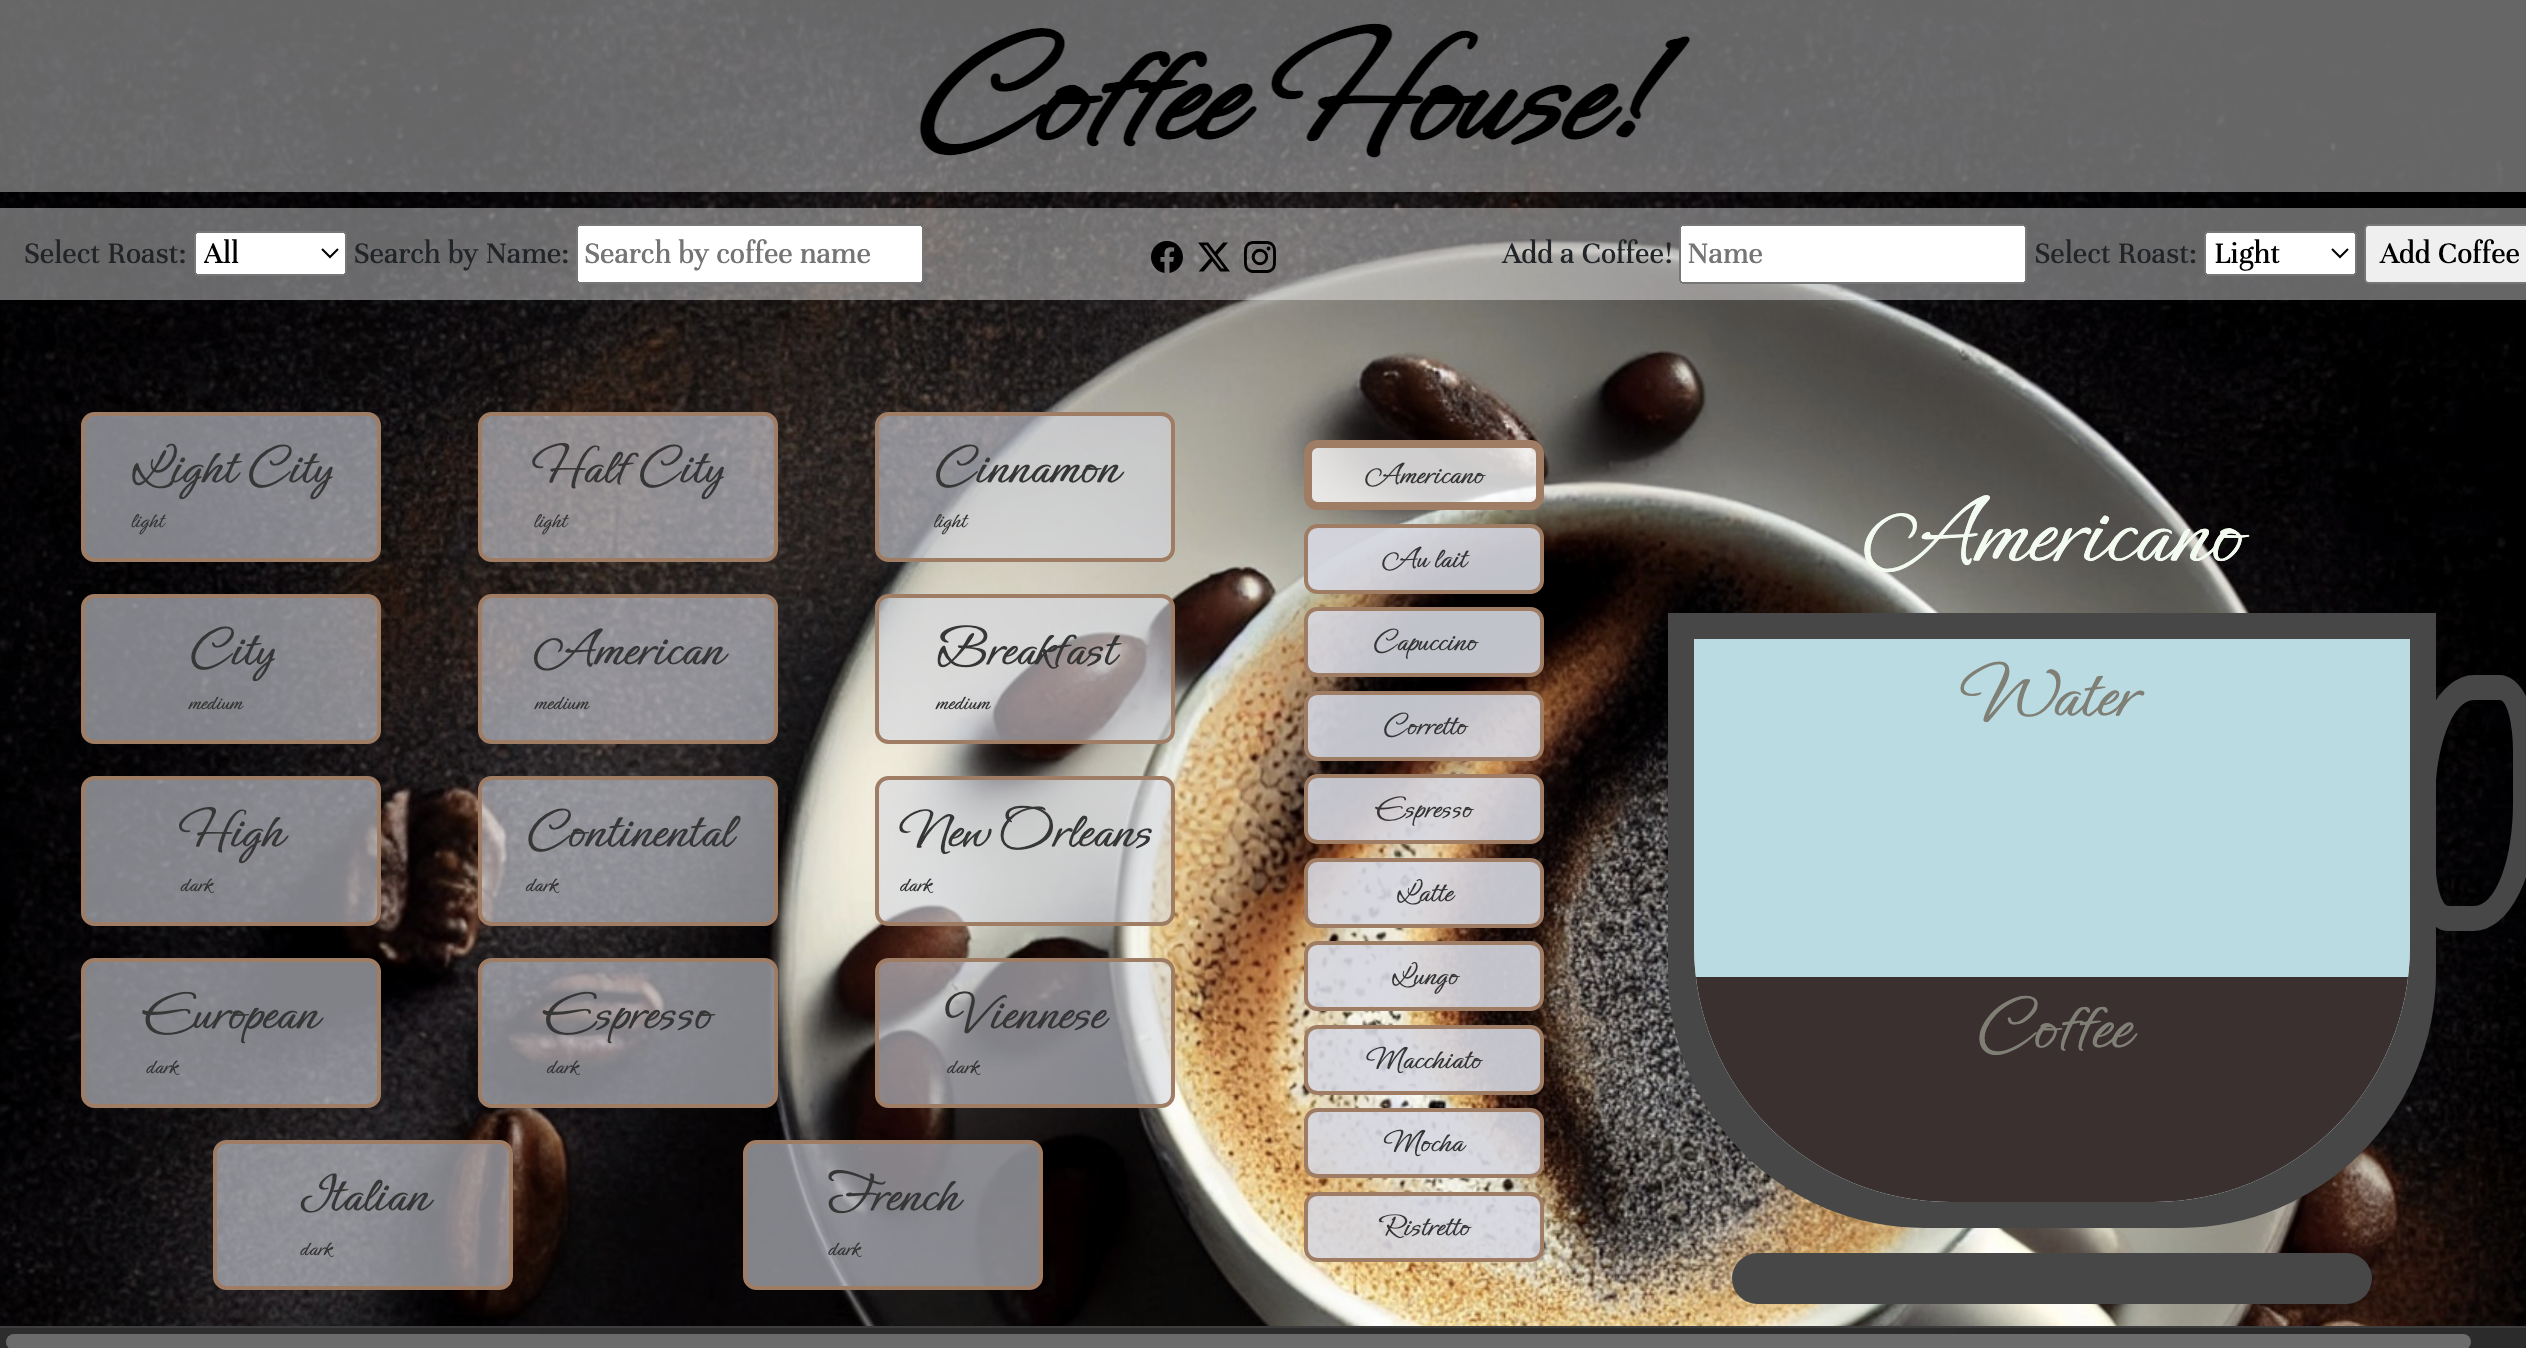 Coffee House!
Select Roast: All Search by Name: Search by coffee name
Add a Coffee! Name Select Roast: Light Add Coffee
Light City
light
Half City
light
Cinnamon
light
City
medium
American
medium
Breakfast
medium
High
dark
Continental
dark
New Orleans
dark
European
dark
Espresso
dark
Viennese
dark
Italian
dark
French
dark
Americano
Au lait
Capuccino
Corretto
Espresso
Latte
Lungo
Macchiato
Mocha
Ristretto
Americano
Water
Coffee